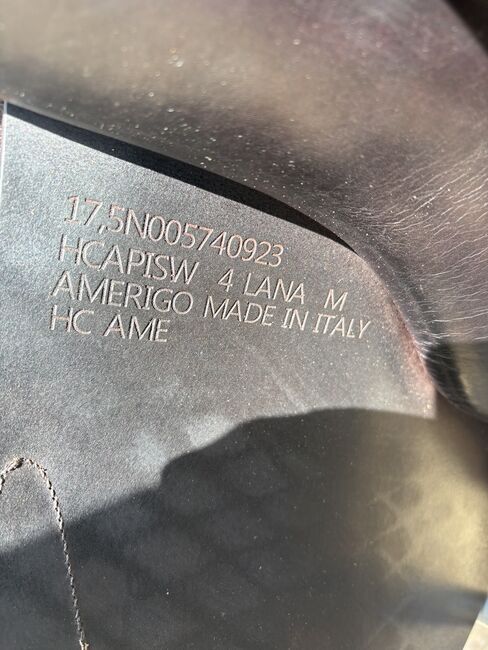 17,5N005740923
HCAPISW 4 LANA M
AMERIGO MADE IN ITALY
HC AME